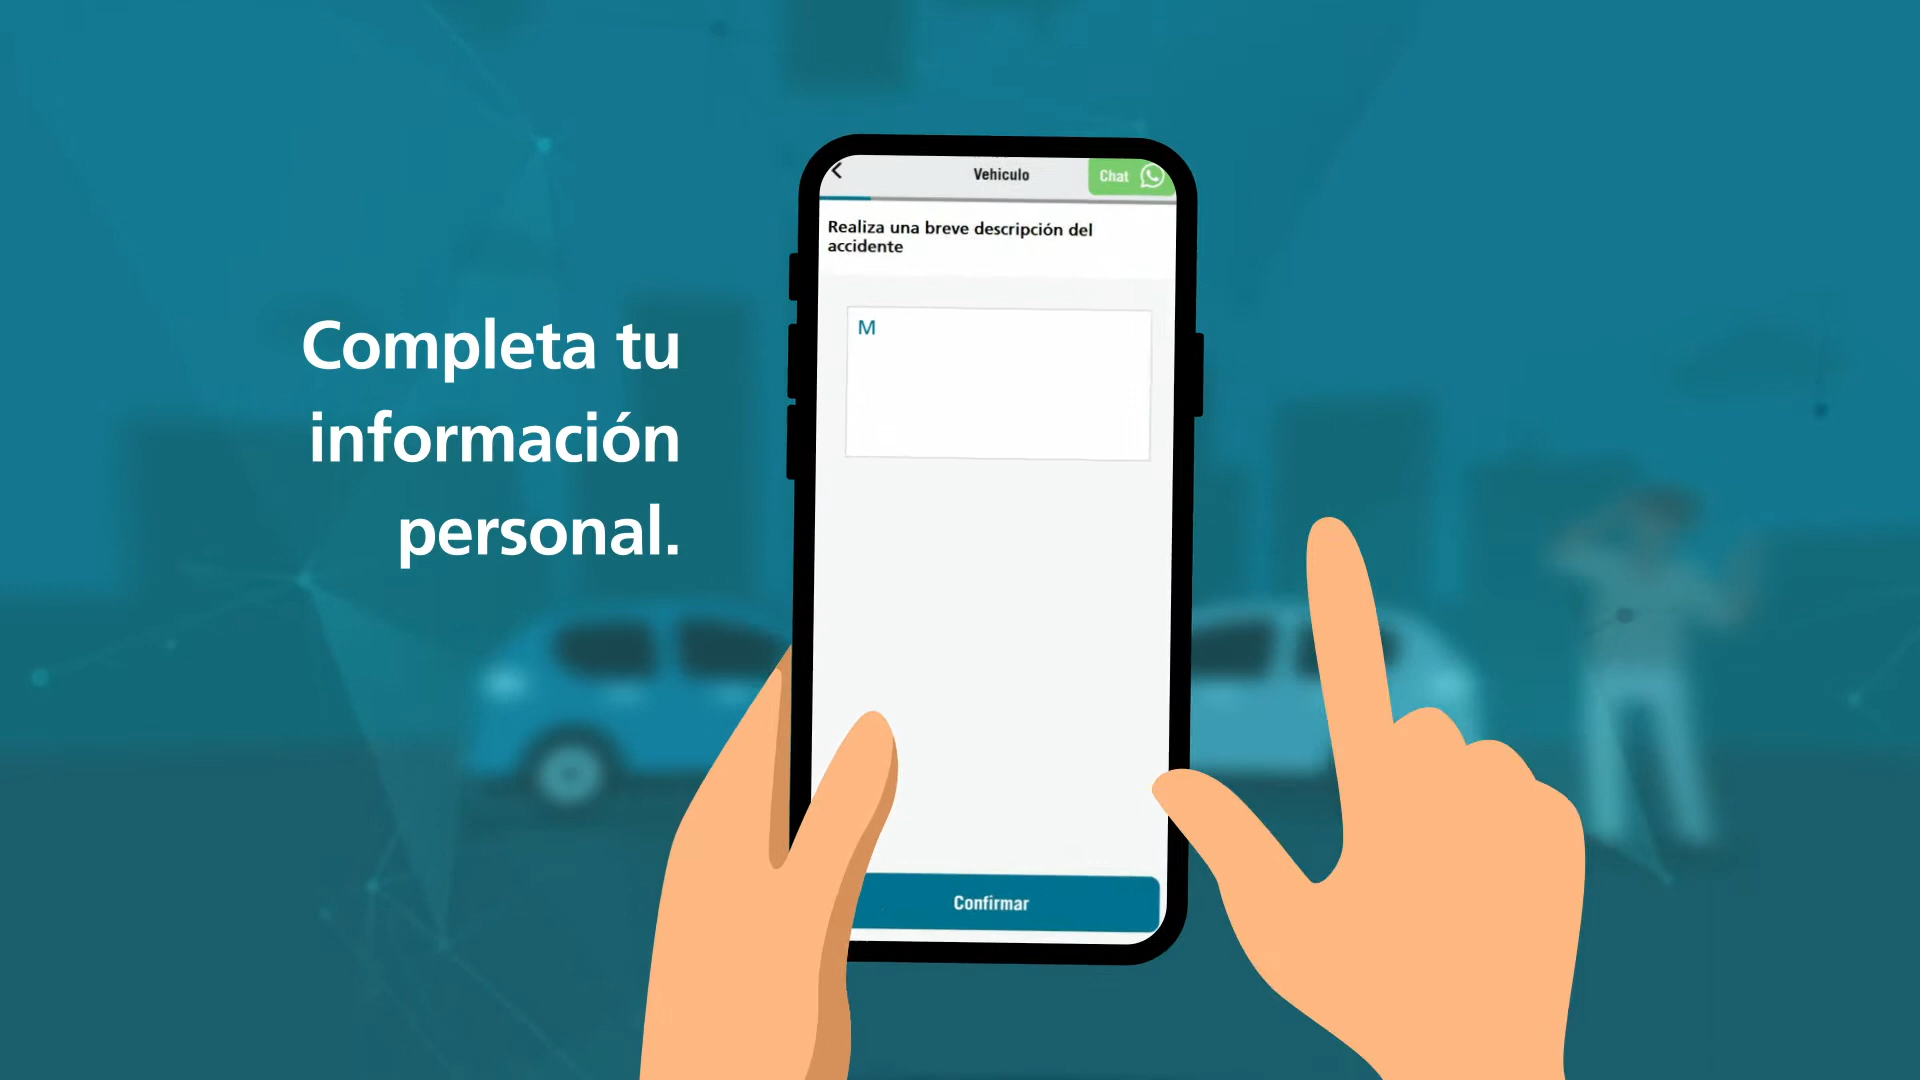 Completa tu
información
personal.
Vehiculo
Chat
Realiza una breve descripción del
accidente
M
Confirmar